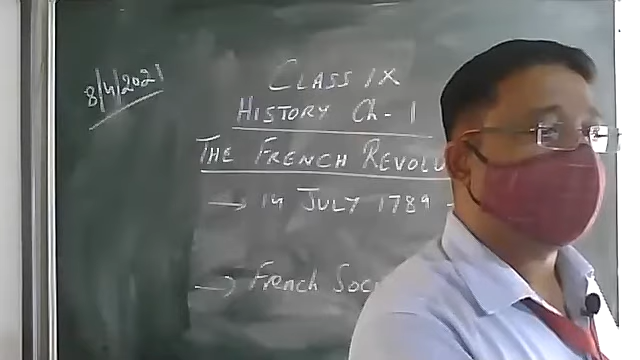 8/4/2021
CLASS IX
HISTORY Ch-1
THE FRENCH REVOLU
→ 14 JULY 1789 -
→ French Soc